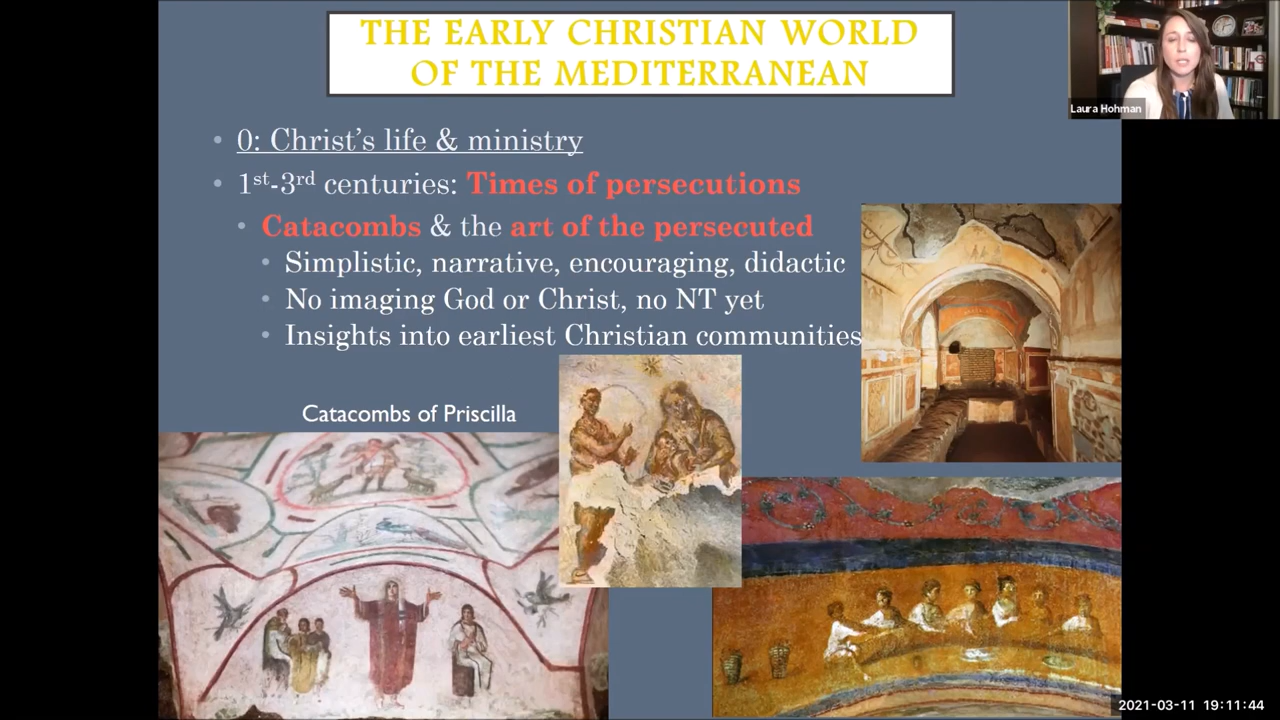 THE EARLY CHRISTIAN WORLD
OF THE MEDITERRANEAN
Laura Hohman
• 0: Christ's life & ministry
• 1st-3rd centuries: Times of persecutions
• Catacombs & the art of the persecuted
• Simplistic, narrative, encouraging, didactic
• No imaging God or Christ, no NT yet
• Insights into earliest Christian communities
Catacombs of Priscilla
2021-03-11 19:11:44